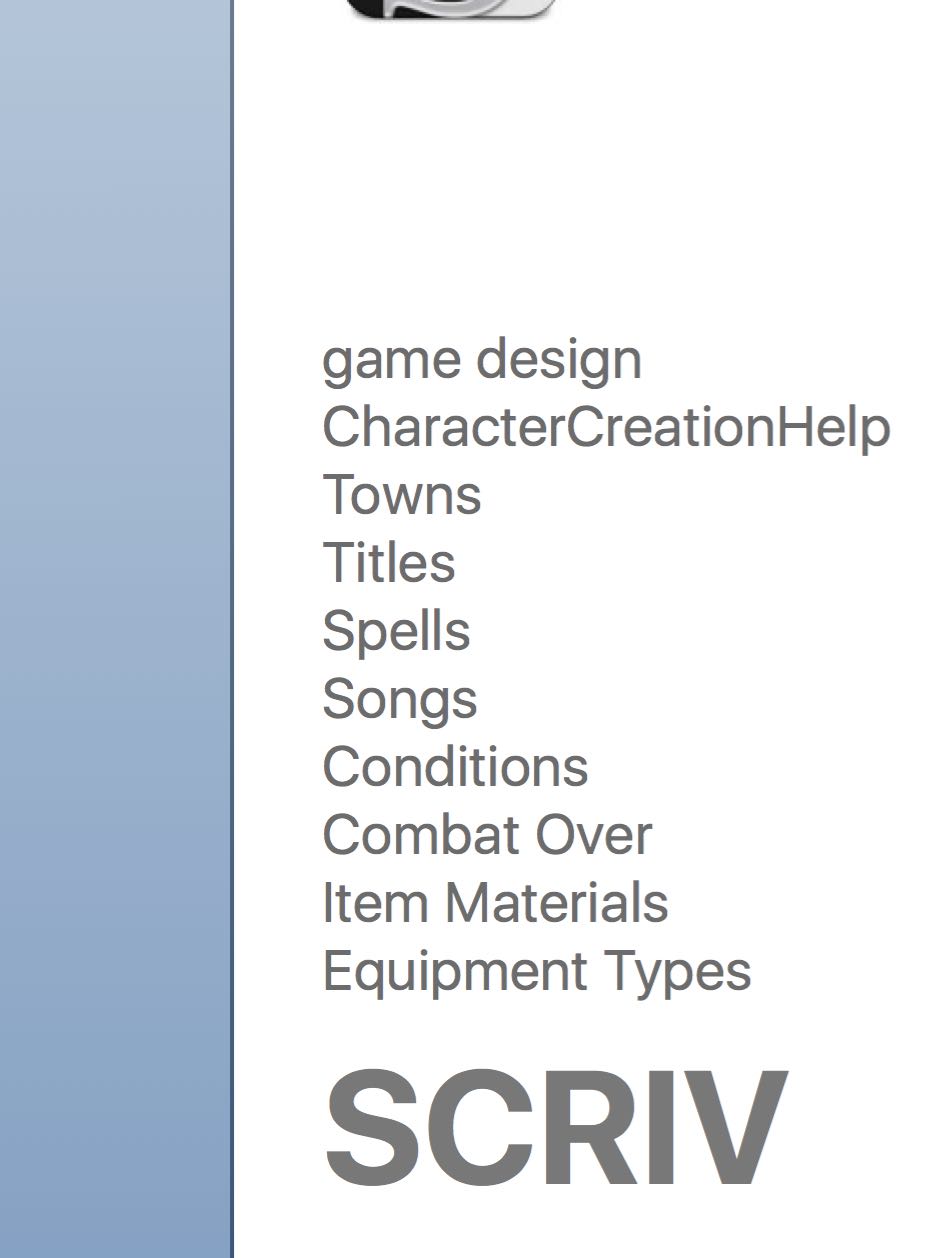 game design
CharacterCreationHelp
Towns
Titles
Spells
Songs
Conditions
Combat Over
Item Materials
Equipment Types
SCRIV